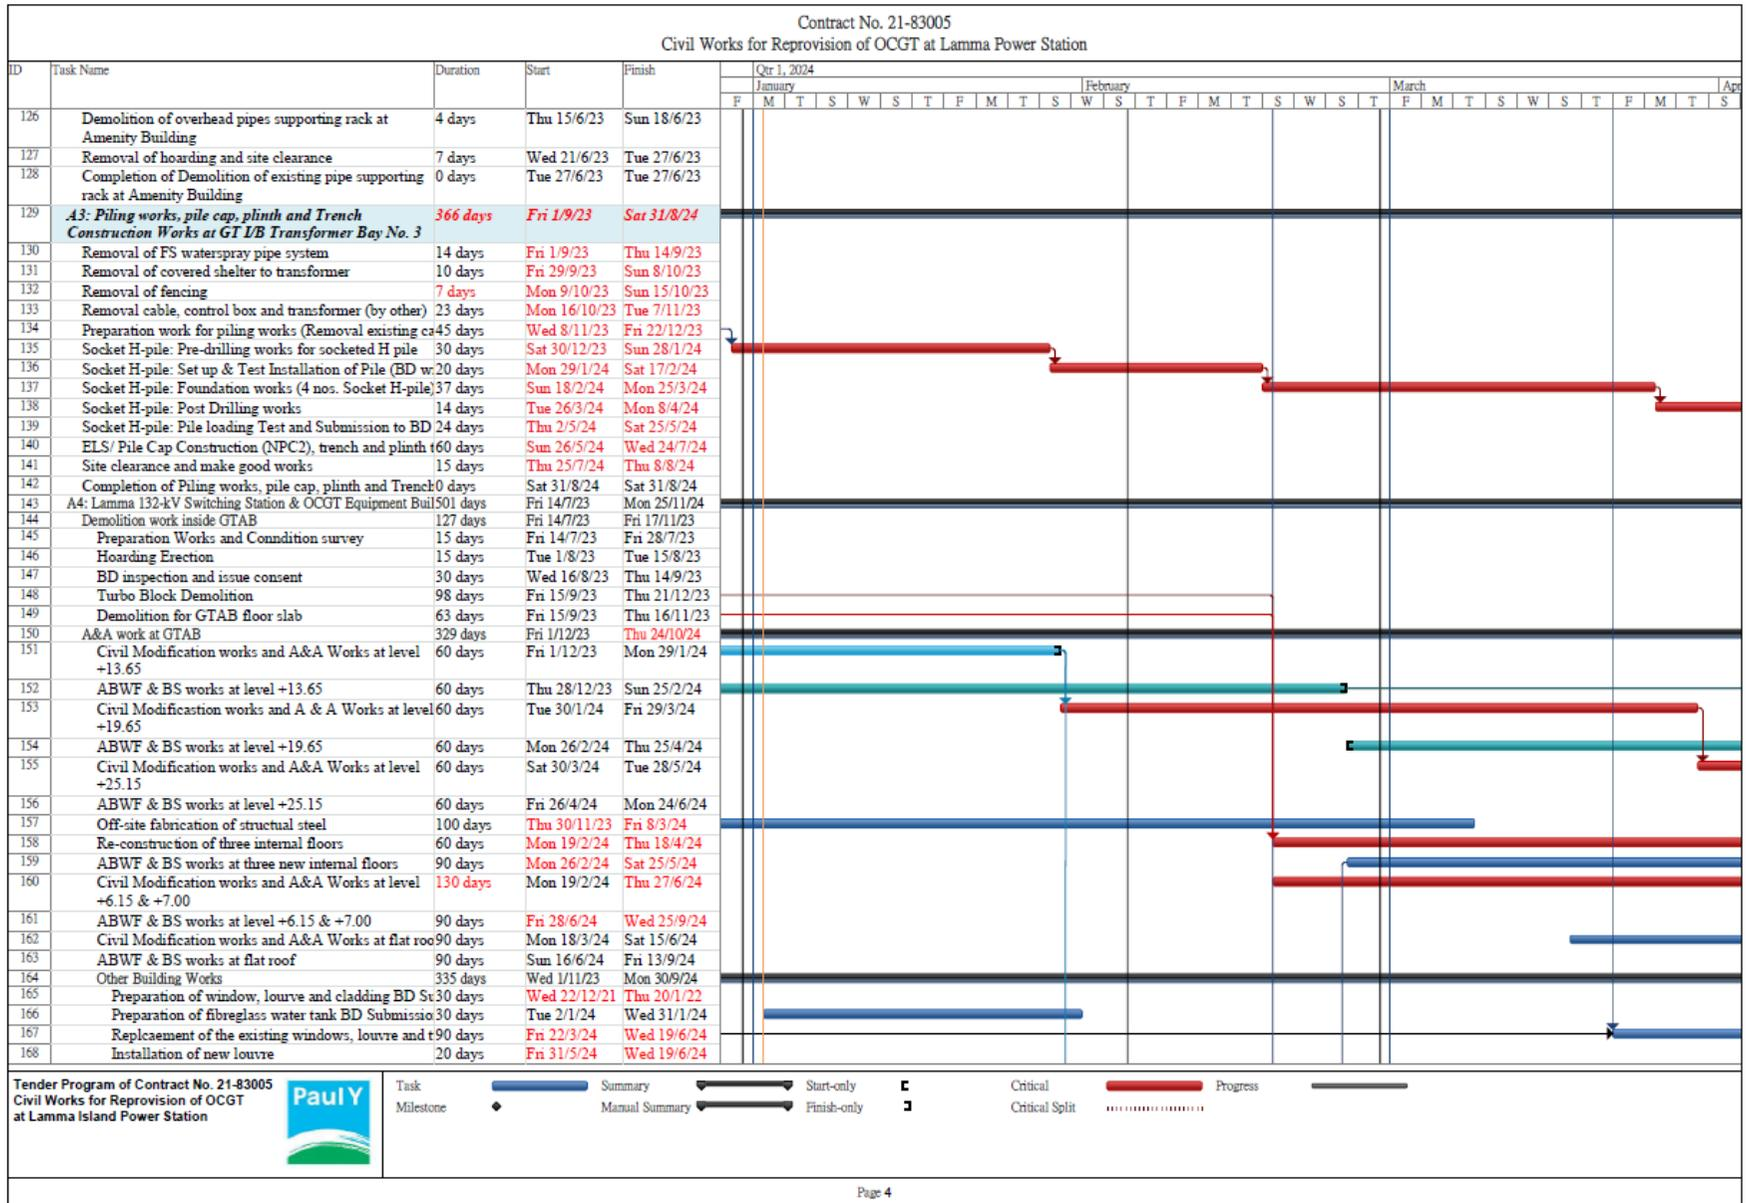 Contract No. 21-83005
Civil Works for Reprovision of OCGT at Lamma Power Station
ID Task Name Duration Start Finish Qtr 1, 2024
January February March Apr
F M T S W S T F M T S W S T F M T S W S T F M T S W S T F M T S
126 Demolition of overhead pipes supporting rack at 4 days Thu 15/6/23 Sun 18/6/23
Amenity Building
127 Removal of hoarding and site clearance 7 days Wed 21/6/23 Tue 27/6/23
128 Completion of Demolition of existing pipe supporting 0 days Tue 27/6/23 Tue 27/6/23
rack at Amenity Building
129 A3: Piling works, pile cap, plinth and Trench 366 days Fri 1/9/23 Sat 31/8/24
Construction Works at GT I/B Transformer Bay No. 3
130 Removal of FS waterspray pipe system 14 days Fri 1/9/23 Thu 14/9/23
131 Removal of covered shelter to transformer 10 days Fri 29/9/23 Sun 8/10/23
132 Removal of fencing 7 days Mon 9/10/23 Sun 15/10/23
133 Removal cable, control box and transformer (by other) 23 days Mon 16/10/23 Tue 7/11/23
134 Preparation work for piling works (Removal existing ca 45 days Wed 8/11/23 Fri 22/12/23
135 Socket H-pile: Pre-drilling works for socketed H pile 30 days Sat 30/12/23 Sun 28/1/24
136 Socket H-pile: Set up & Test Installation of Pile (BD w 20 days Mon 29/1/24 Sat 17/2/24
137 Socket H-pile: Foundation works (4 nos. Socket H-pile) 37 days Sun 18/2/24 Mon 25/3/24
138 Socket H-pile: Post Drilling works 14 days Tue 26/3/24 Mon 8/4/24
139 Socket H-pile: Pile loading Test and Submission to BD 24 days Thu 2/5/24 Sat 25/5/24
140 ELS/ Pile Cap Construction (NPC2), trench and plinth t 60 days Sun 26/5/24 Wed 24/7/24
141 Site clearance and make good works 15 days Thu 25/7/24 Thu 8/8/24
142 Completion of Piling works, pile cap, plinth and Trench 0 days Sat 31/8/24 Sat 31/8/24
143 A4: Lamma 132-kV Switching Station & OCGT Equipment Buil 501 days Fri 14/7/23 Mon 25/11/24
144 Demolition work inside GTAB 127 days Fri 14/7/23 Fri 17/11/23
145 Preparation Works and Conndition survey 15 days Fri 14/7/23 Fri 28/7/23
146 Hoarding Erection 15 days Tue 1/8/23 Tue 15/8/23
147 BD inspection and issue consent 30 days Wed 16/8/23 Thu 14/9/23
148 Turbo Block Demolition 98 days Fri 15/9/23 Thu 21/12/23
149 Demolition for GTAB floor slab 63 days Fri 15/9/23 Thu 16/11/23
150 A&A work at GTAB 329 days Fri 1/12/23 Thu 24/10/24
151 Civil Modification works and A&A Works at level 60 days Fri 1/12/23 Mon 29/1/24
+13.65
152 ABWF & BS works at level +13.65 60 days Thu 28/12/23 Sun 25/2/24
153 Civil Modificastion works and A & A Works at level 60 days Tue 30/1/24 Fri 29/3/24
+19.65
154 ABWF & BS works at level +19.65 60 days Mon 26/2/24 Thu 25/4/24
155 Civil Modification works and A&A Works at level 60 days Sat 30/3/24 Tue 28/5/24
+25.15
156 ABWF & BS works at level +25.15 60 days Fri 26/4/24 Mon 24/6/24
157 Off-site fabrication of structual steel 100 days Thu 30/11/23 Fri 8/3/24
158 Re-construction of three internal floors 60 days Mon 19/2/24 Thu 18/4/24
159 ABWF & BS works at three new internal floors 90 days Mon 26/2/24 Sat 25/5/24
160 Civil Modification works and A&A Works at level 130 days Mon 19/2/24 Thu 27/6/24
+6.15 & +7.00
161 ABWF & BS works at level +6.15 & +7.00 90 days Fri 28/6/24 Wed 25/9/24
162 Civil Modification works and A&A Works at flat roo 90 days Mon 18/3/24 Sat 15/6/24
163 ABWF & BS works at flat roof 90 days Sun 16/6/24 Fri 13/9/24
164 Other Building Works 335 days Wed 1/11/23 Mon 30/9/24
165 Preparation of window, lourve and cladding BD Su 30 days Wed 22/12/21 Thu 20/1/22
166 Preparation of fibreglass water tank BD Submissio 30 days Tue 2/1/24 Wed 31/1/24
167 Replcaement of the existing windows, louvre and t 90 days Fri 22/3/24 Wed 19/6/24
168 Installation of new louvre 20 days Fri 31/5/24 Wed 19/6/24
Tender Program of Contract No. 21-83005
Civil Works for Reprovision of OCGT
at Lamma Island Power Station
Paul Y
Task Summary Start-only Critical Progress
Milestone Manual Summary Finish-only Critical Split
Page 4